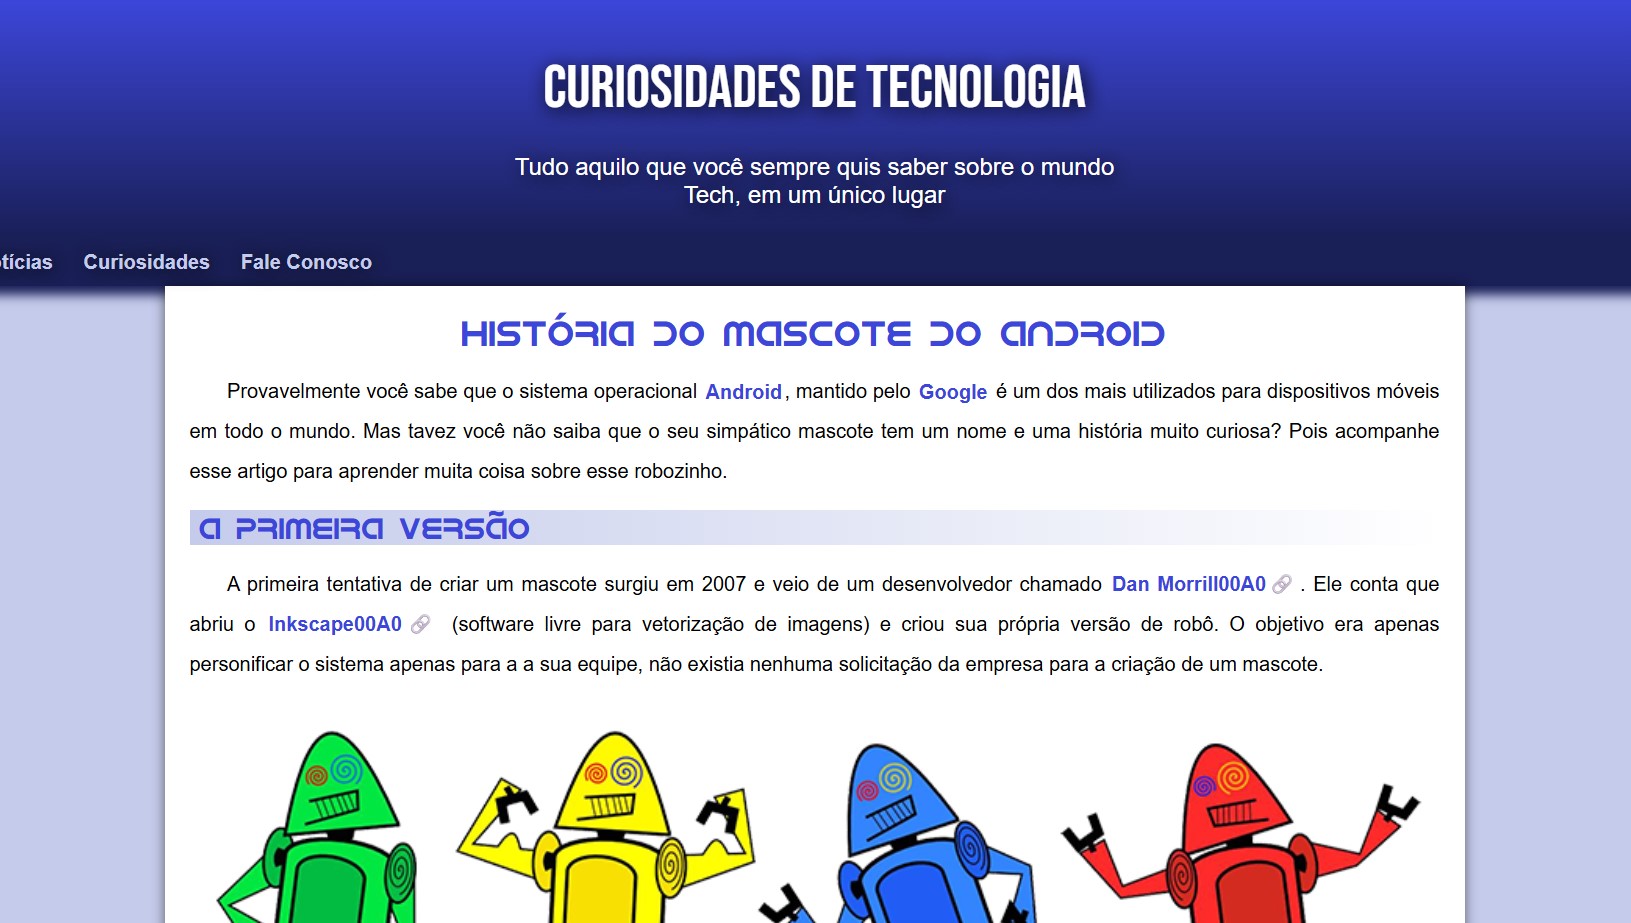 CURIOSIDADES DE TECNOLOGIA
Tudo aquilo que você sempre quis saber sobre o mundo
Tech, em um único lugar
tícias Curiosidades Fale Conosco
HISTÓRIA DO MASCOTE DO ANDROID
Provavelmente você sabe que o sistema operacional Android, mantido pelo Google é um dos mais utilizados para dispositivos móveis
em todo o mundo. Mas tavez você não saiba que o seu simpático mascote tem um nome e uma história muito curiosa? Pois acompanhe
esse artigo para aprender muita coisa sobre esse robozinho.
A PRIMEIRA VERSÃO
A primeira tentativa de criar um mascote surgiu em 2007 e veio de um desenvolvedor chamado Dan Morrill00A0 🔗 . Ele conta que
abriu o Inkscape00A0 🔗 (software livre para vetorização de imagens) e criou sua própria versão de robô. O objetivo era apenas
personificar o sistema apenas para a a sua equipe, não existia nenhuma solicitação da empresa para a criação de um mascote.